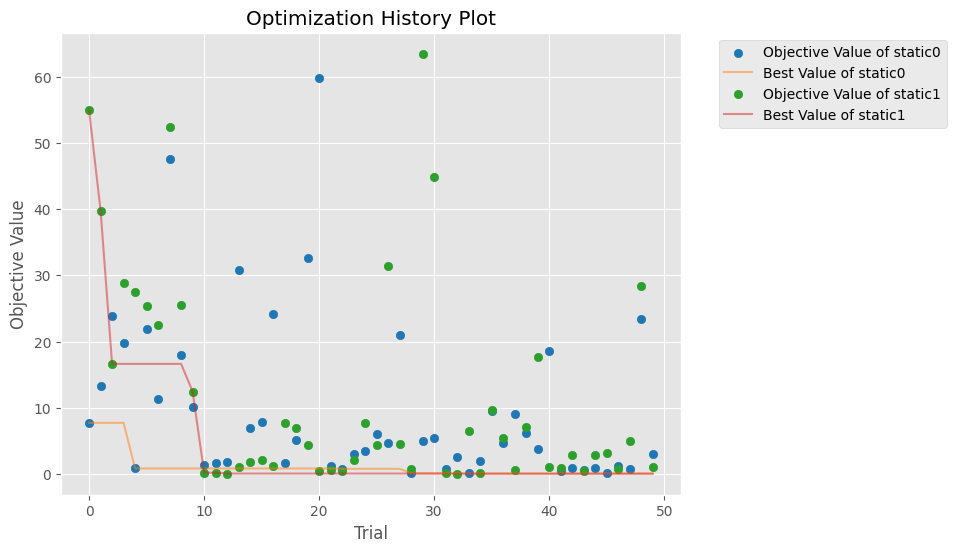 Optimization History Plot
Objective Value of static0
Best Value of static0
Objective Value of static1
Best Value of static1
Objective Value
60
50
40
30
20
10
0
0 10 20 30 40 50
Trial